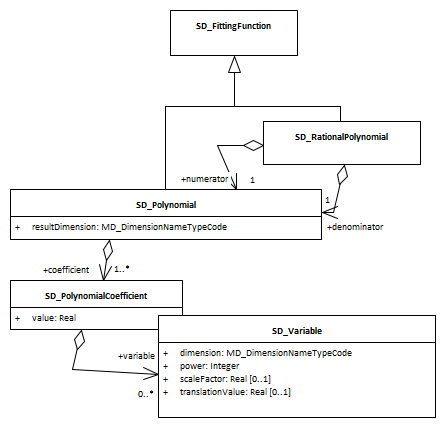 SD_FittingFunction
SD_RationalPolynomial
+numerator
1
SD_Polynomial
1
+ resultDimension: MD_DimensionNameTypeCode
+denominator
+coefficient
1..*
SD_PolynomialCoefficient
+ value: Real
SD_Variable
+variable
0..*
+ dimension: MD_DimensionNameTypeCode
+ power: Integer
+ scaleFactor: Real [0..1]
+ translationValue: Real [0..1]